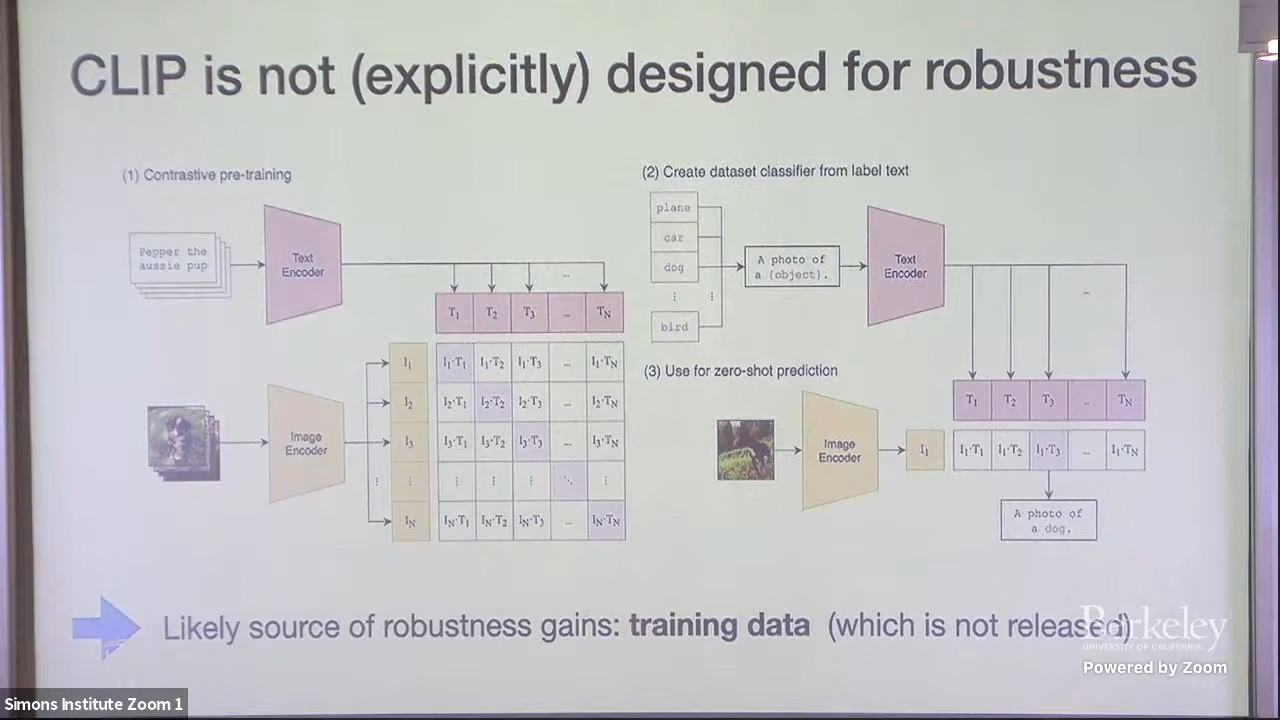 CLIP is not (explicitly) designed for robustness
(1) Contrastive pre-training
Pepper the
aussie pup
Text
Encoder
...
T1 T2 T3 ... TN
I1 I1·T1 I1·T2 I1·T3 ... I1·TN
I2 I2·T1 I2·T2 I2·T3 ... I2·TN
I3 I3·T1 I3·T2 I3·T3 ... I3·TN
⋮ ⋮ ⋮ ⋮ ⋮ ⋱ ⋮
IN IN·T1 IN·T2 IN·T3 ... IN·TN
Image
Encoder
(2) Create dataset classifier from label text
plane
car
dog
⋮ ⋮
bird
A photo of
a {object}.
Text
Encoder
...
(3) Use for zero-shot prediction
Image
Encoder
T1 T2 T3 ... TN
I1 I1·T1 I1·T2 I1·T3 ... I1·TN
A photo of
a dog.
Likely source of robustness gains: training data (which is not released)
Berkeley
UNIVERSITY OF CALIFORNIA
Powered by Zoom
Simons Institute Zoom 1